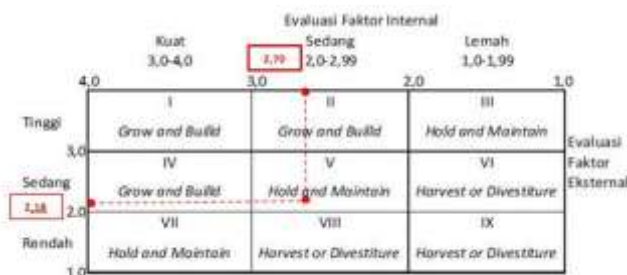 Evaluasi Faktor Internal
Kuat Sedang Lemah
3,0-4,0 2,70 2,0-2,99 1,0-1,99
4,0 3,0 2,0 1,0
I II III
Tinggi Grow and Builld Grow and Builld Hold and Maintain Evaluasi
3,0 Faktor
IV V VI
Sedang Grow and Builld Hold and Maintain Harvest or Divestiture Eksternal
2,18 2,0
VII VIII IX
Rendah Hold and Maintain Harvest or Divestiture Harvest or Divestiture
1,0